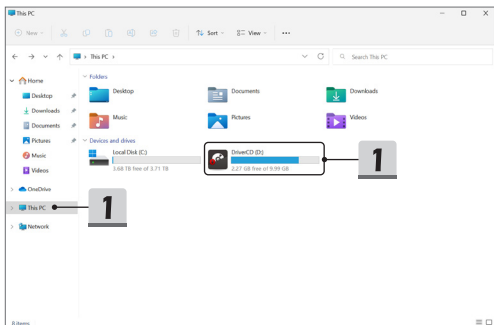 This PC
New
Sort
View
This PC
Search This PC
Home
Desktop
Downloads
Documents
Pictures
Music
Videos
OneDrive
This PC
Network
Folders
Desktop
Documents
Downloads
Music
Pictures
Videos
Devices and drives
Local Disk (C:)
3.68 TB free of 3.71 TB
DriverCD (D:)
2.27 GB free of 9.99 GB
1
1
8 items